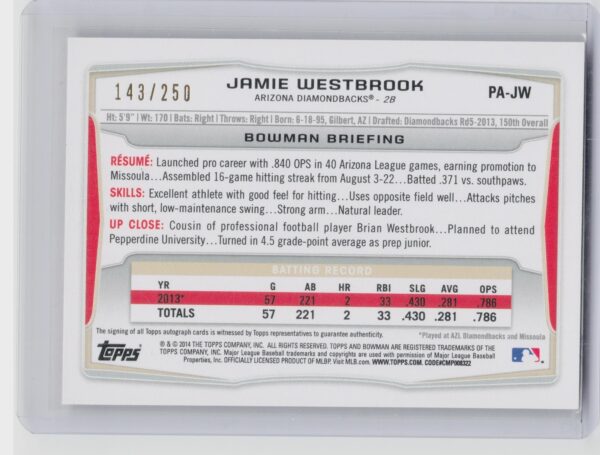 143/250
JAMIE WESTBROOK
ARIZONA DIAMONDBACKS® - 2B
PA-JW
Ht: 5'9" | Wt: 170 | Bats: Right | Throws: Right | Born: 6-18-95, Gilbert, AZ | Drafted: Diamondbacks Rd5-2013, 150th Overall
BOWMAN BRIEFING
RÉSUMÉ: Launched pro career with .840 OPS in 40 Arizona League games, earning promotion to
Missoula...Assembled 16-game hitting streak from August 3-22...Batted .371 vs. southpaws.
SKILLS: Excellent athlete with good feel for hitting...Uses opposite field well...Attacks pitches
with short, low-maintenance swing...Strong arm...Natural leader.
UP CLOSE: Cousin of professional football player Brian Westbrook...Planned to attend
Pepperdine University...Turned in 4.5 grade-point average as prep junior.
BATTING RECORD
YR G AB HR RBI SLG AVG OPS
2013* 57 221 2 33 .430 .281 .786
TOTALS 57 221 2 33 .430 .281 .786
The signing of all Topps autograph cards is witnessed by Topps representatives to guarantee authenticity.
*Played at AZL Diamondbacks and Missoula
Topps
® & © 2014 THE TOPPS COMPANY, INC. ALL RIGHTS RESERVED. TOPPS AND BOWMAN ARE REGISTERED TRADEMARKS OF THE
TOPPS COMPANY, INC. Major League Baseball trademarks and copyrights are used with permission of Major League Baseball
Properties, Inc. OFFICIALLY LICENSED PRODUCT OF MLBP. Visit MLB.com. WWW.TOPPS.COM. CODE#CMP008322